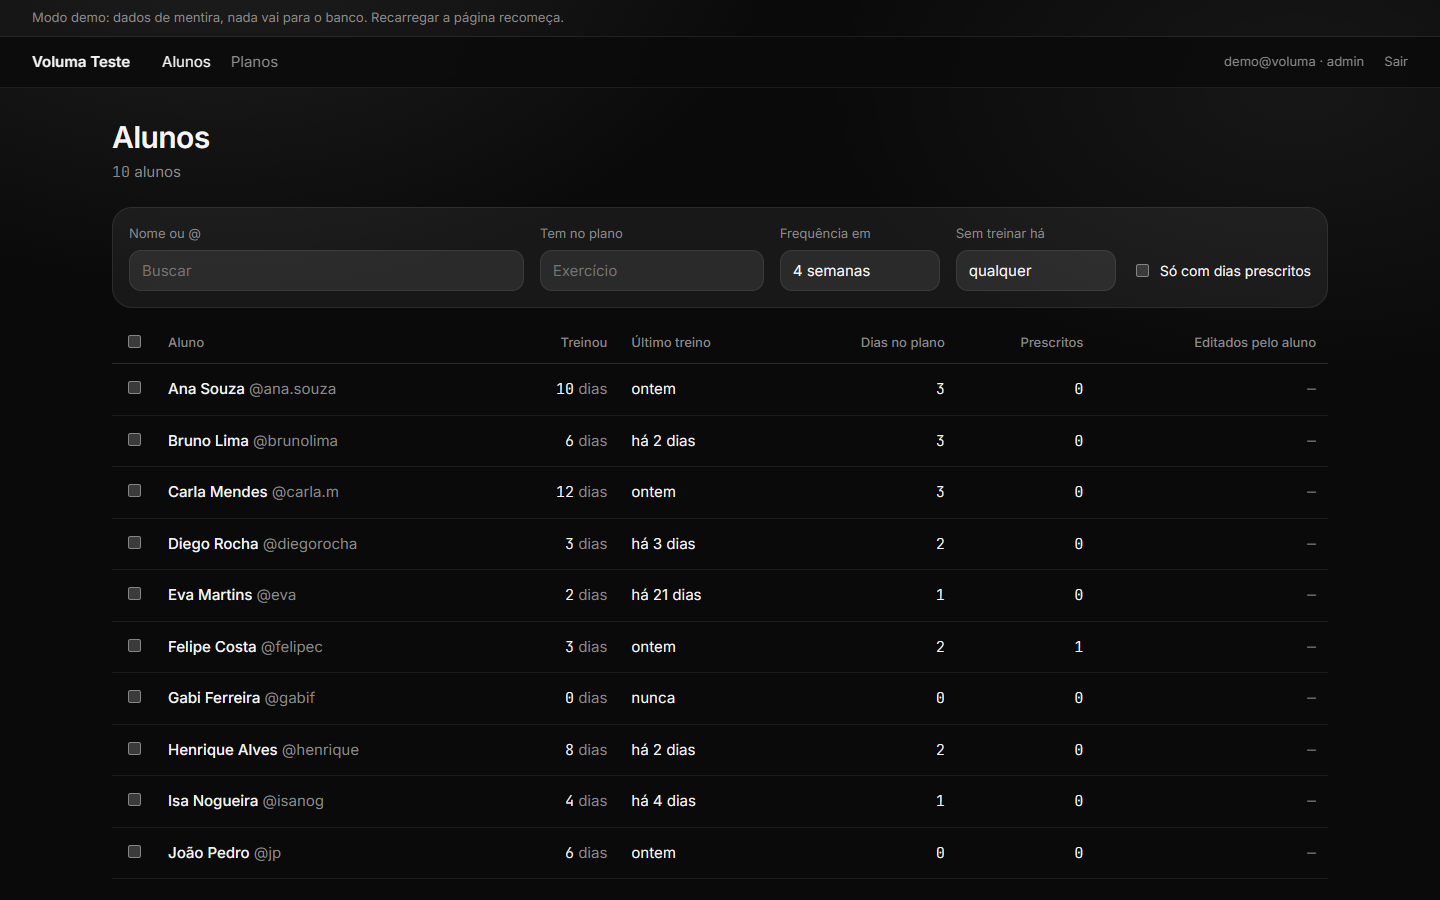 Modo demo: dados de mentira, nada vai para o banco. Recarregar a página recomeça.
Voluma Teste Alunos Planos demo@voluma · admin Sair
Alunos
10 alunos
Nome ou @ Tem no plano Frequência em Sem treinar há
Buscar Exercício 4 semanas qualquer Só com dias prescritos
Aluno Treinou Último treino Dias no plano Prescritos Editados pelo aluno
Ana Souza @ana.souza 10 dias ontem 3 0 –
Bruno Lima @brunolima 6 dias há 2 dias 3 0 –
Carla Mendes @carla.m 12 dias ontem 3 0 –
Diego Rocha @diegorocha 3 dias há 3 dias 2 0 –
Eva Martins @eva 2 dias há 21 dias 1 0 –
Felipe Costa @felipec 3 dias ontem 2 1 –
Gabi Ferreira @gabif 0 dias nunca 0 0 –
Henrique Alves @henrique 8 dias há 2 dias 2 0 –
Isa Nogueira @isanog 4 dias há 4 dias 1 0 –
João Pedro @jp 6 dias ontem 0 0 –